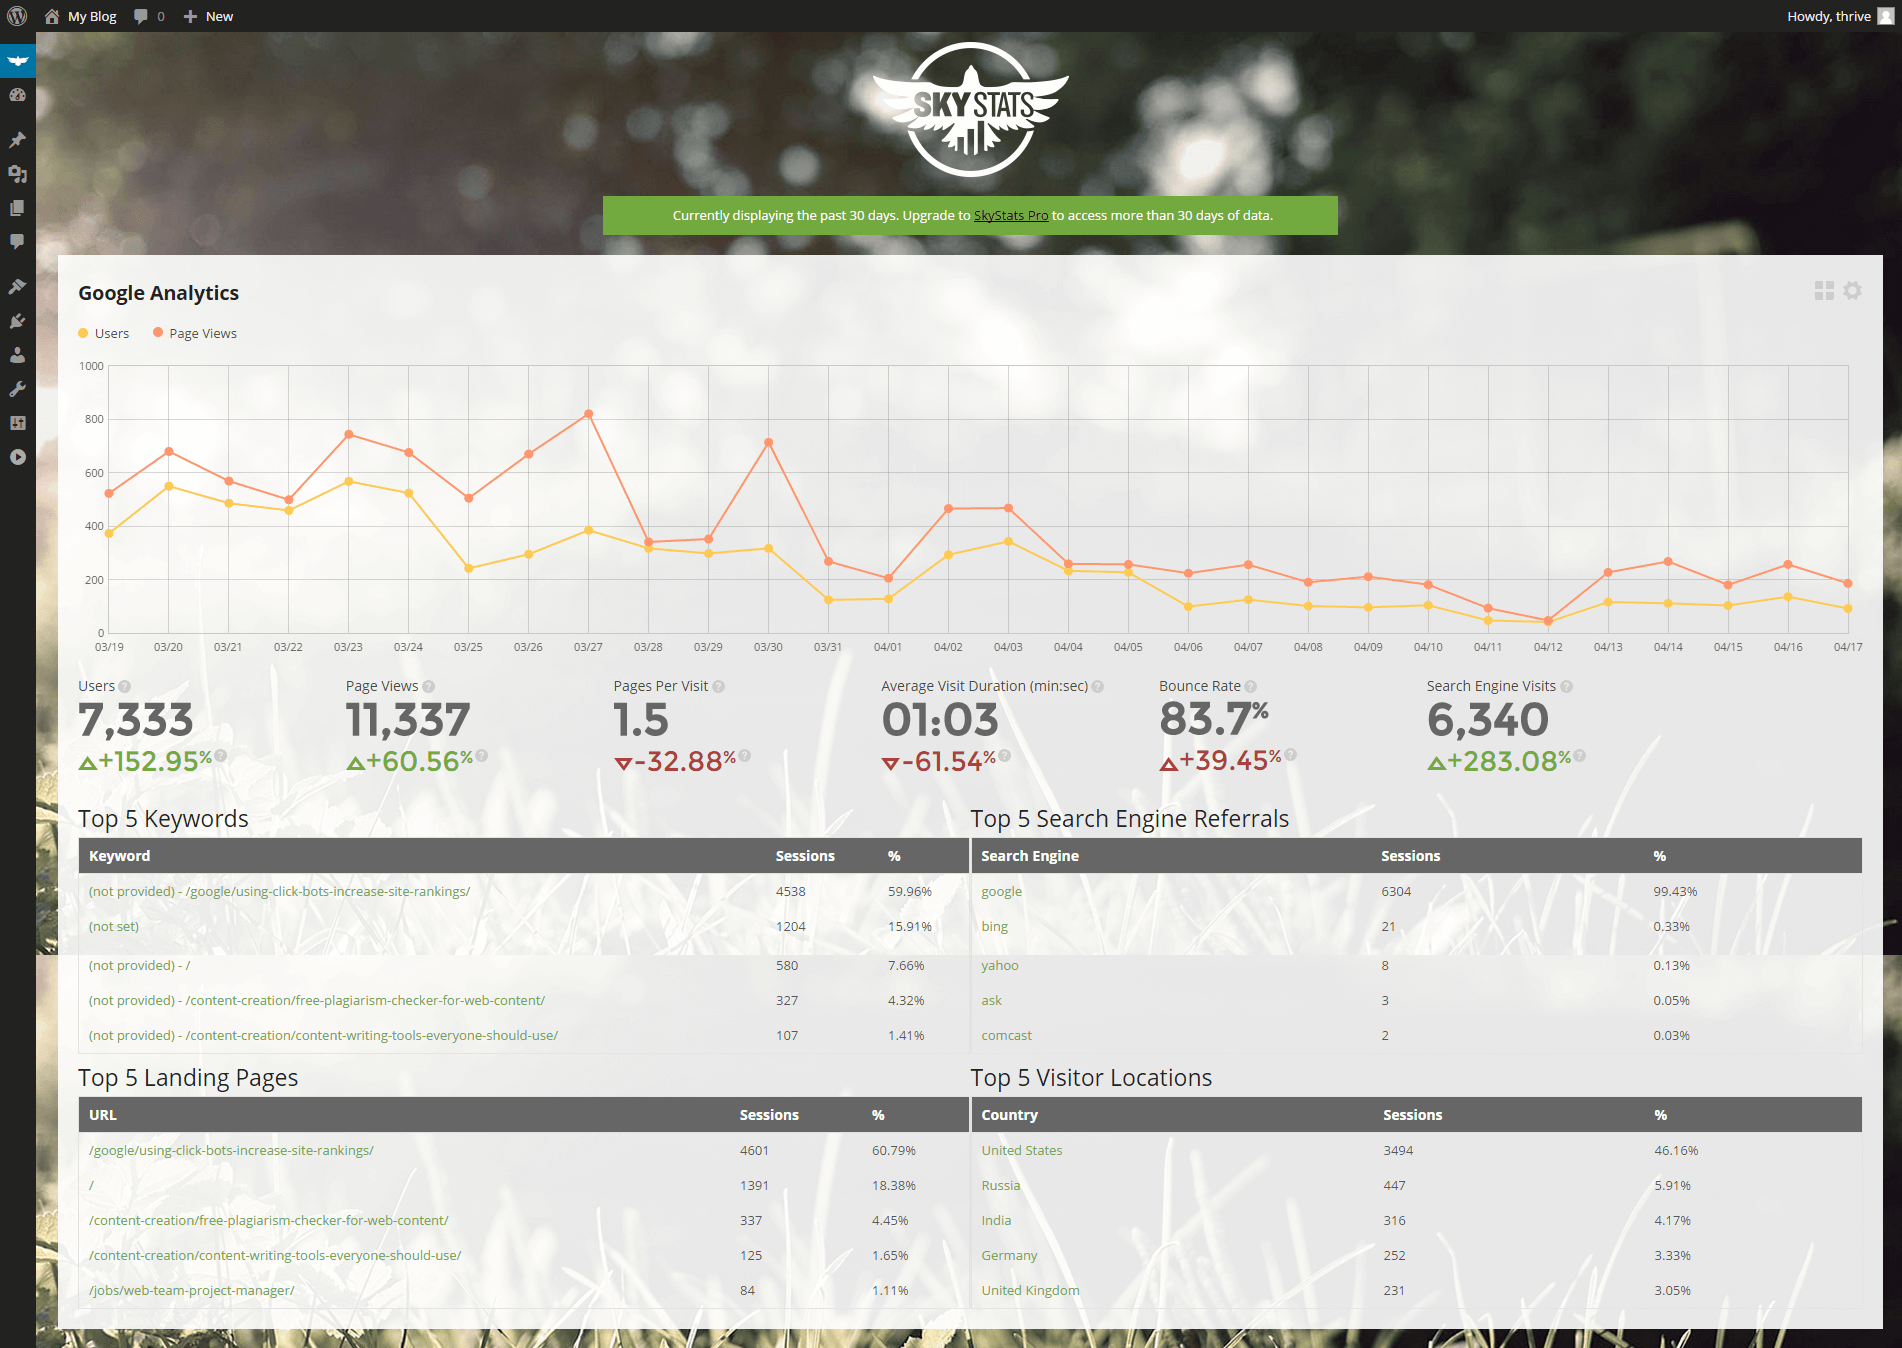 My Blog 0 New Howdy, thrive
SKY STATS
Currently displaying the past 30 days. Upgrade to SkyStats Pro to access more than 30 days of data.
Google Analytics
Users Page Views
1000
800
600
400
200
0
03/19 03/20 03/21 03/22 03/23 03/24 03/25 03/26 03/27 03/28 03/29 03/30 03/31 04/01 04/02 04/03 04/04 04/05 04/06 04/07 04/08 04/09 04/10 04/11 04/12 04/13 04/14 04/15 04/16 04/17
Users ? Page Views ? Pages Per Visit ? Average Visit Duration (min:sec) ? Bounce Rate ? Search Engine Visits ?
7,333 11,337 1.5 01:03 83.7% 6,340
+152.95% ? +60.56% ? -32.88% ? -61.54% ? +39.45% ? +283.08% ?
Top 5 Keywords
Keyword Sessions %
(not provided) - /google/using-click-bots-increase-site-rankings/ 4538 59.96%
(not set) 1204 15.91%
(not provided) - / 580 7.66%
(not provided) - /content-creation/free-plagiarism-checker-for-web-content/ 327 4.32%
(not provided) - /content-creation/content-writing-tools-everyone-should-use/ 107 1.41%
Top 5 Search Engine Referrals
Search Engine Sessions %
google 6304 99.43%
bing 21 0.33%
yahoo 8 0.13%
ask 3 0.05%
comcast 2 0.03%
Top 5 Landing Pages
URL Sessions %
/google/using-click-bots-increase-site-rankings/ 4601 60.79%
/ 1391 18.38%
/content-creation/free-plagiarism-checker-for-web-content/ 337 4.45%
/content-creation/content-writing-tools-everyone-should-use/ 125 1.65%
/jobs/web-team-project-manager/ 84 1.11%
Top 5 Visitor Locations
Country Sessions %
United States 3494 46.16%
Russia 447 5.91%
India 316 4.17%
Germany 252 3.33%
United Kingdom 231 3.05%